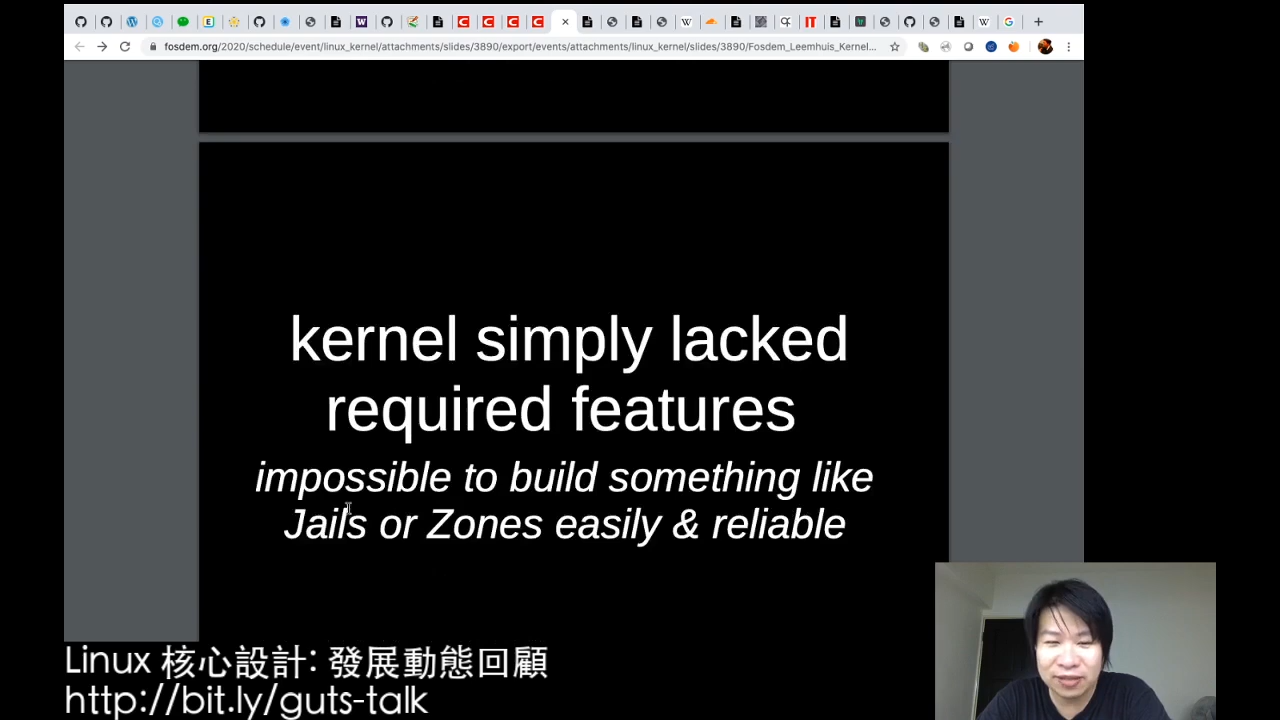 fosdem.org/2020/schedule/event/linux_kernel/attachments/slides/3890/export/events/attachments/linux_kernel/slides/3890/Fosdem_Leemhuis_Kernel...
kernel simply lacked
required features
impossible to build something like
Jails or Zones easily & reliable
Linux 核心設計: 發展動態回顧
http://bit.ly/guts-talk